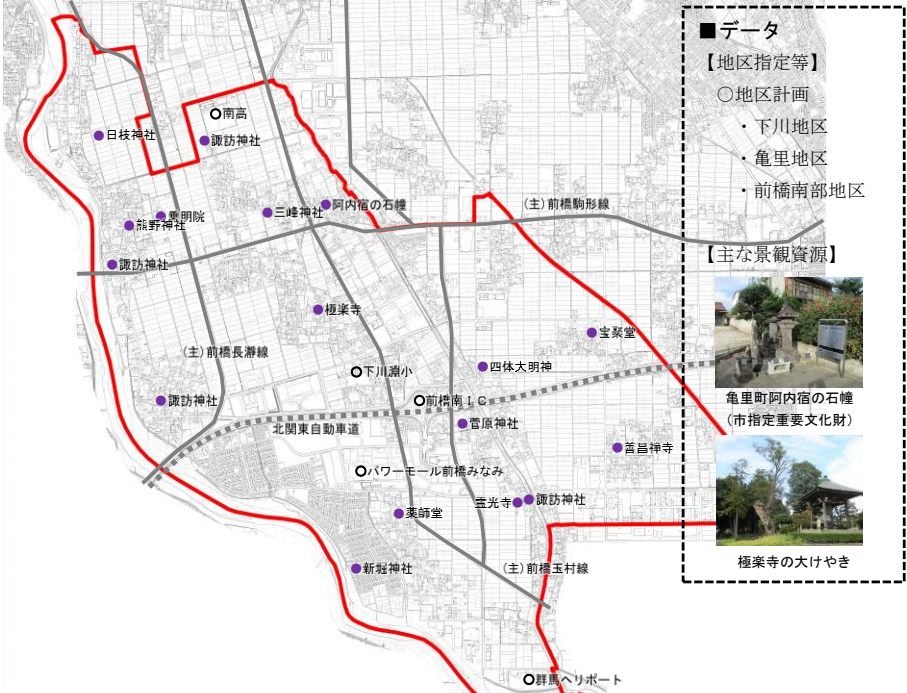 南高
日枝神社
諏訪神社
乗明院
熊野神社
三峰神社
阿内宿の石幢
(主)前橋駒形線
諏訪神社
極楽寺
宝琴堂
(主)前橋長瀞線
下川淵小
四体大明神
諏訪神社
前橋南IC
北関東自動車道
菅原神社
善昌禅寺
パワーモール前橋みなみ
霊光寺
諏訪神社
薬師堂
新堀神社
(主)前橋玉村線
群馬ヘリポート
■データ
【地区指定等】
○地区計画
・下川地区
・亀里地区
・前橋南部地区
【主な景観資源】
亀里町阿内宿の石幢
(市指定重要文化財)
極楽寺の大けやき